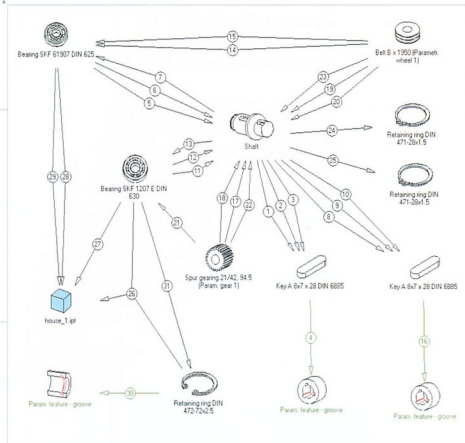 Bearing SKF 61907 DIN 625
Belt B x 1950 (Parametr.
wheel 1)
15
14
7
6
5
23
19
20
Shaft
24
Retaining ring DIN
471-28x1.5
25
Retaining ring DIN
471-28x1.5
13
12
11
Bearing SKF 1207 E DIN
630
29
28
18
17
22
1
2
3
10
9
8
21
27
26
31
Spur gearing 21/42, 94.5
(Param. gear 1)
Key A 8x7 x 28 DIN 6885
Key A 8x7 x 28 DIN 6885
house_1.ipt
4
16
30
Param. feature - groove
Retaining ring DIN
472-72x2.5
Param. feature - groove
Param. feature - groove